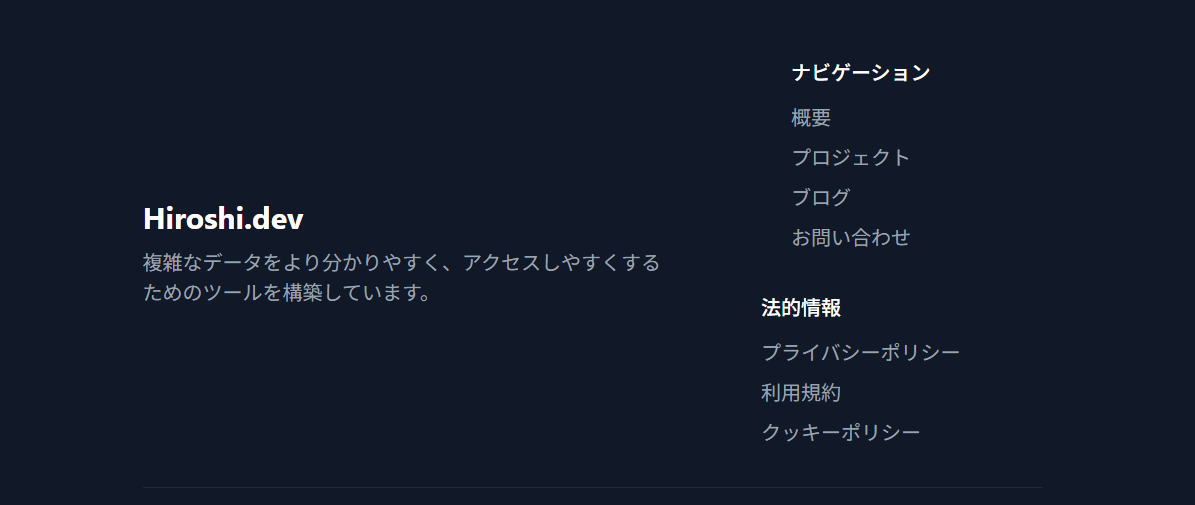 Hiroshi.dev
複雑なデータをより分かりやすく、アクセスしやすくする
ためのツールを構築しています。
ナビゲーション
概要
プロジェクト
ブログ
お問い合わせ
法的情報
プライバシーポリシー
利用規約
クッキーポリシー